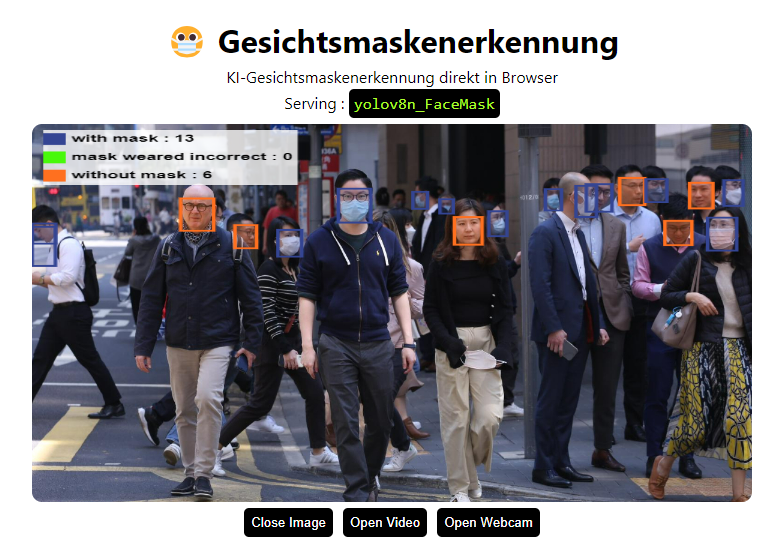 Gesichtsmaskenerkennung
KI-Gesichtsmaskenerkennung direkt in Browser
Serving : yolov8n_FaceMask
with mask : 13
mask weared incorrect : 0
without mask : 6
Close Image
Open Video
Open Webcam